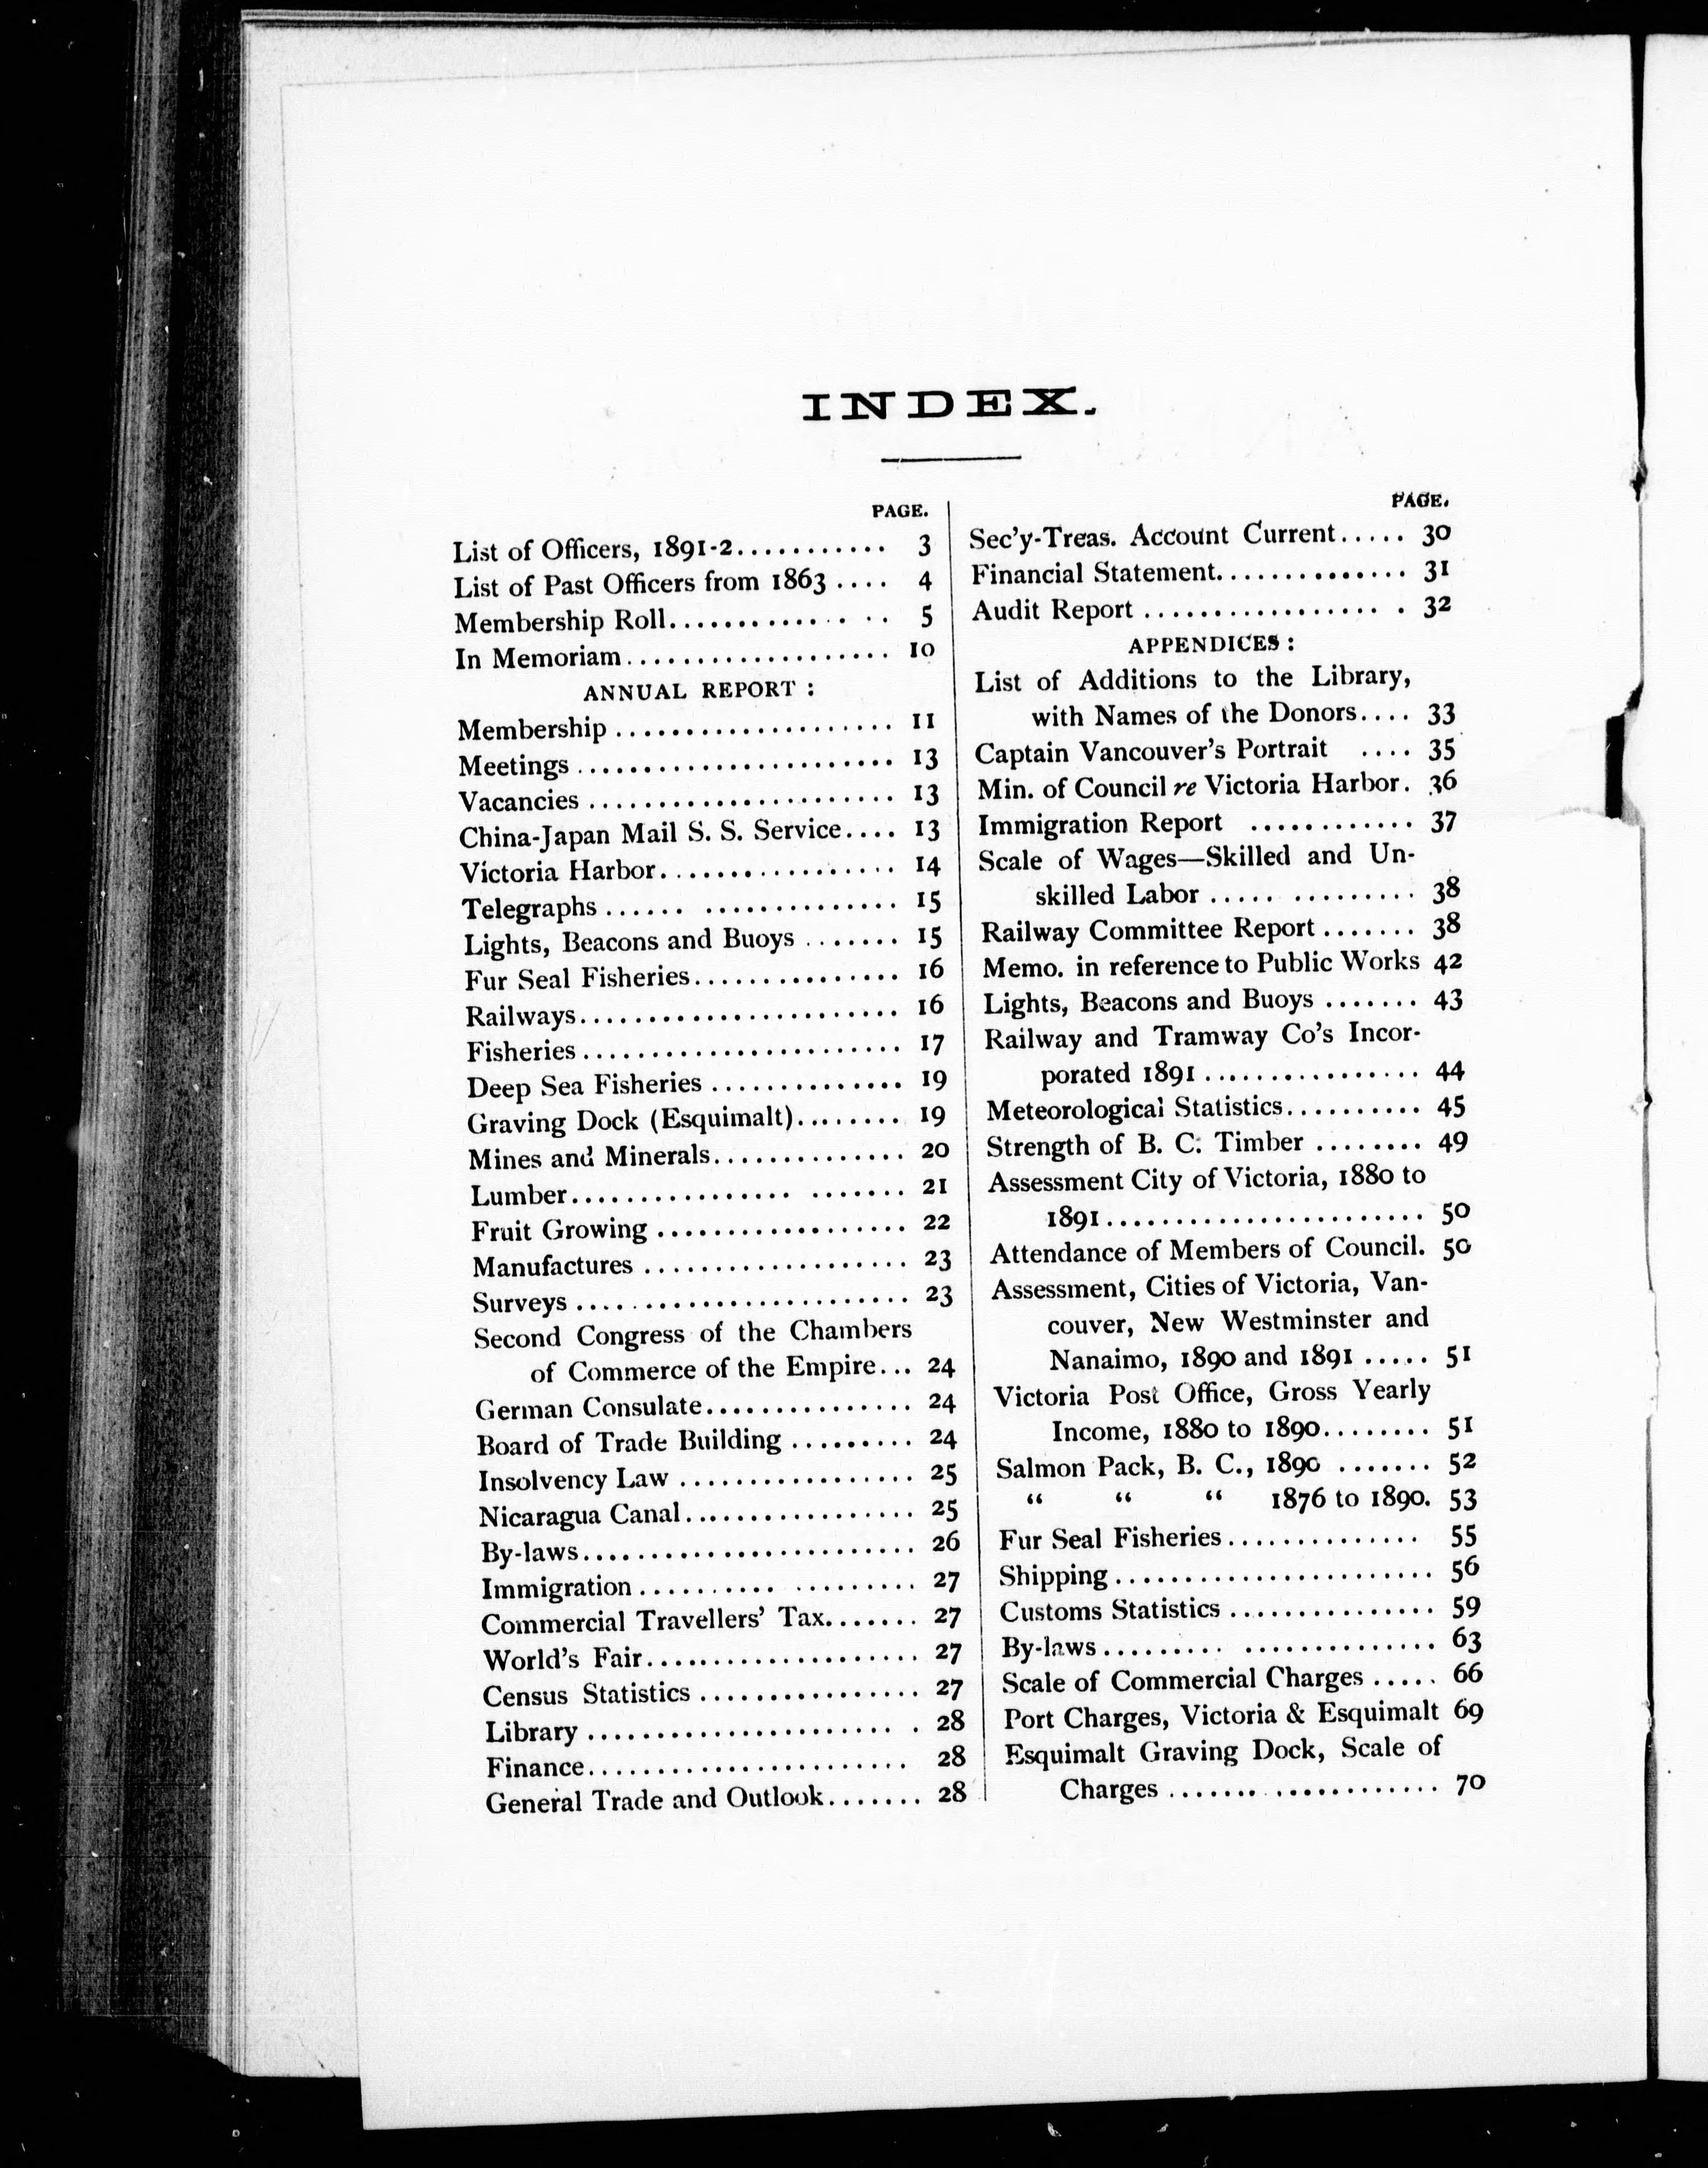 INDEX.
PAGE.
List of Officers, 1891-2........... 3
List of Past Officers from 1863 .... 4
Membership Roll............. . .. 5
In Memoriam................... 10
ANNUAL REPORT :
Membership .................... 11
Meetings ....................... 13
Vacancies ...................... 13
China-Japan Mail S. S. Service.... 13
Victoria Harbor................. 14
Telegraphs ...... .............. 15
Lights, Beacons and Buoys ....... 15
Fur Seal Fisheries............... 16
Railways....................... 16
Fisheries ....................... 17
Deep Sea Fisheries .............. 19
Graving Dock (Esquimalt)........ 19
Mines and Minerals.............. 20
Lumber................ ....... 21
Fruit Growing .................. 22
Manufactures ................... 23
Surveys ........................ 23
Second Congress of the Chambers
of Commerce of the Empire... 24
German Consulate............... 24
Board of Trade Building ......... 24
Insolvency Law ................. 25
Nicaragua Canal................. 25
By-laws........................ 26
Immigration .......... ......... 27
Commercial Travellers' Tax....... 27
World's Fair.................... 27
Census Statistics ................ 27
Library ...................... . 28
Finance....................... 28
General Trade and Outlook....... 28
PAGE.
Sec'y-Treas. Account Current..... 30
Financial Statement.............. 31
Audit Report ................. . 32
APPENDICES :
List of Additions to the Library,
with Names of the Donors.... 33
Captain Vancouver's Portrait .... 35
Min. of Council re Victoria Harbor. 36
Immigration Report ............ 37
Scale of Wages—Skilled and Un-
skilled Labor ..... ......... 38
Railway Committee Report ....... 38
Memo. in reference to Public Works 42
Lights, Beacons and Buoys ....... 43
Railway and Tramway Co's Incor-
porated 1891 ................ 44
Meteorological Statistics.......... 45
Strength of B. C. Timber ........ 49
Assessment City of Victoria, 1880 to
1891....................... 50
Attendance of Members of Council. 50
Assessment, Cities of Victoria, Van-
couver, New Westminster and
Nanaimo, 1890 and 1891 ..... 51
Victoria Post Office, Gross Yearly
Income, 1880 to 1890........ 51
Salmon Pack, B. C., 1890 ....... 52
“ “ “ 1876 to 1890. 53
Fur Seal Fisheries.............. 55
Shipping ....................... 56
Customs Statistics ............... 59
By-laws......... .............. 63
Scale of Commercial Charges ..... 66
Port Charges, Victoria & Esquimalt 69
Esquimalt Graving Dock, Scale of
Charges ....... ............ 70